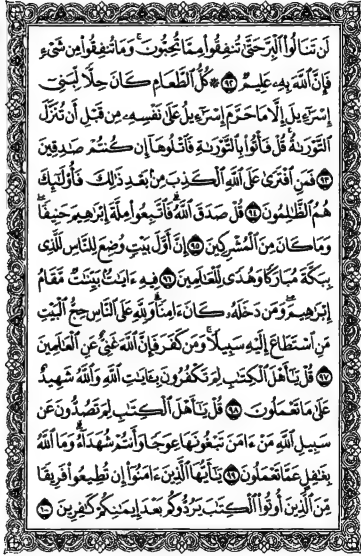 لَن تَنَالُوا۟ ٱلْبِرَّ حَتَّىٰ تُنفِقُوا۟ مِمَّا تُحِبُّونَ ۚ وَمَا تُنفِقُوا۟ مِن شَىْءٍ
فَإِنَّ ٱللَّهَ بِهِۦ عَلِيمٌ ٩٢ ۞ كُلُّ ٱلطَّعَامِ كَانَ حِلًّا لِّبَنِىٓ
إِسْرَٰٓءِيلَ إِلَّا مَا حَرَّمَ إِسْرَٰٓءِيلُ عَلَىٰ نَفْسِهِۦ مِن قَبْلِ أَن تُنَزَّلَ
ٱلتَّوْرَىٰةُ ۗ قُلْ فَأْتُوا۟ بِٱلتَّوْرَىٰةِ فَٱتْلُوهَآ إِن كُنتُمْ صَٰدِقِينَ
٩٣ فَمَنِ ٱفْتَرَىٰ عَلَى ٱللَّهِ ٱلْكَذِبَ مِنۢ بَعْدِ ذَٰلِكَ فَأُو۟لَٰٓئِكَ
هُمُ ٱلظَّٰلِمُونَ ٩٤ قُلْ صَدَقَ ٱللَّهُ ۗ فَٱتَّبِعُوا۟ مِلَّةَ إِبْرَٰهِيمَ حَنِيفًا ۖ
وَمَا كَانَ مِنَ ٱلْمُشْرِكِينَ ٩٥ إِنَّ أَوَّلَ بَيْتٍ وُضِعَ لِلنَّاسِ لَلَّذِى
بِبَكَّةَ مُبَارَكًا وَهُدًى لِّلْعَٰلَمِينَ ٩٦ فِيهِ ءَايَٰتٌۢ بَيِّنَٰتٌ مَّقَامُ
إِبْرَٰهِيمَ ۖ وَمَن دَخَلَهُۥ كَانَ ءَامِنًا ۗ وَلِلَّهِ عَلَى ٱلنَّاسِ حِجُّ ٱلْبَيْتِ
مَنِ ٱسْتَطَاعَ إِلَيْهِ سَبِيلًا ۚ وَمَن كَفَرَ فَإِنَّ ٱللَّهَ غَنِىٌّ عَنِ ٱلْعَٰلَمِينَ
٩٧ قُلْ يَٰٓأَهْلَ ٱلْكِتَٰبِ لِمَ تَكْفُرُونَ بِـَٔايَٰتِ ٱللَّهِ وَٱللَّهُ شَهِيدٌ
عَلَىٰ مَا تَعْمَلُونَ ٩٨ قُلْ يَٰٓأَهْلَ ٱلْكِتَٰبِ لِمَ تَصُدُّونَ عَن
سَبِيلِ ٱللَّهِ مَنْ ءَامَنَ تَبْغُونَهَا عِوَجًا وَأَنتُمْ شُهَدَآءُ ۗ وَمَا ٱللَّهُ
بِغَٰفِلٍ عَمَّا تَعْمَلُونَ ٩٩ يَٰٓأَيُّهَا ٱلَّذِينَ ءَامَنُوٓا۟ إِن تُطِيعُوا۟ فَرِيقًا
مِّنَ ٱلَّذِينَ أُوتُوا۟ ٱلْكِتَٰبَ يَرُدُّوكُم بَعْدَ إِيمَٰنِكُمْ كَٰفِرِينَ ١٠٠